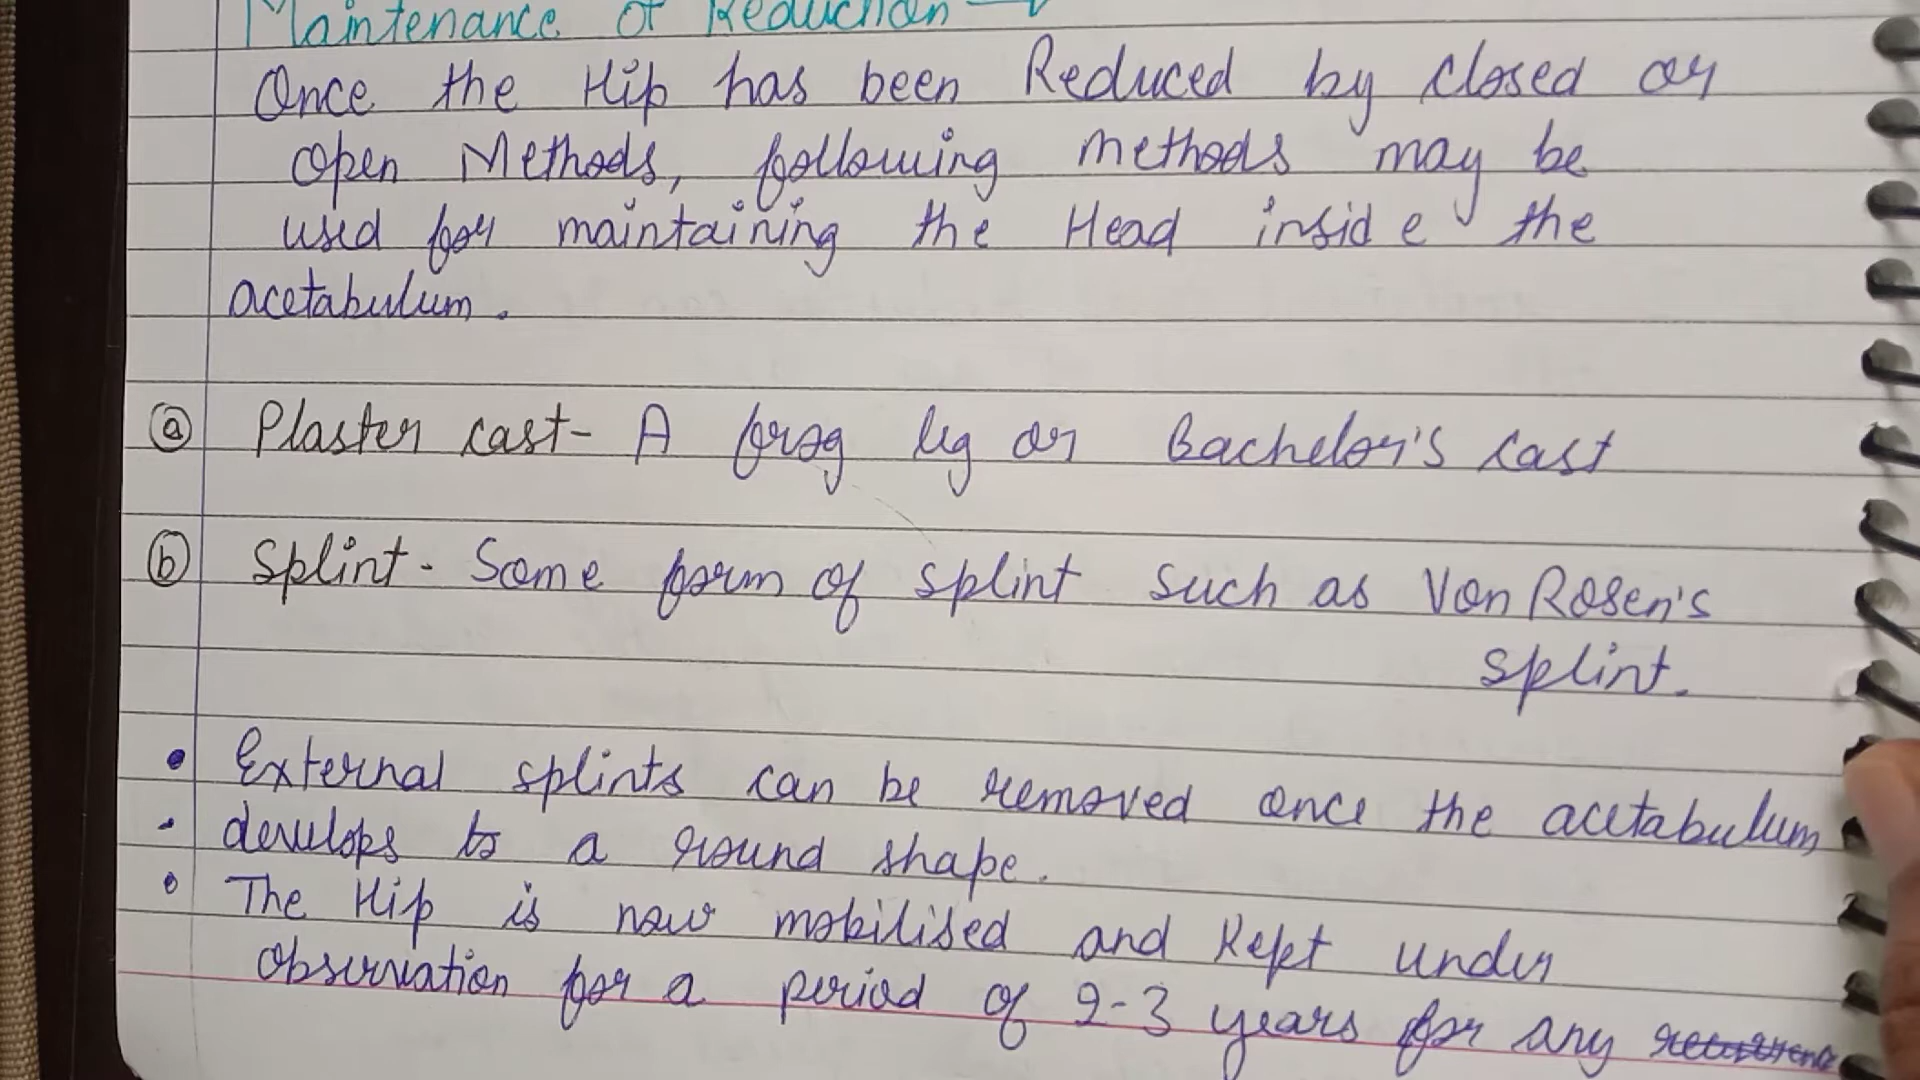 Maintenance of Reduction →
Once the Hip has been Reduced by closed or
open Methods, following methods may be
used for maintaining the Head inside the
acetabulum.
ⓐ Plaster cast - A frog leg or Bachelor's cast
ⓑ Splint - Some form of splint such as Von Rosen's
splint.
• External splints can be removed once the acetabulum
- develops to a round shape.
• The Hip is now mobilised and Kept under
observation for a period of 2-3 years for any